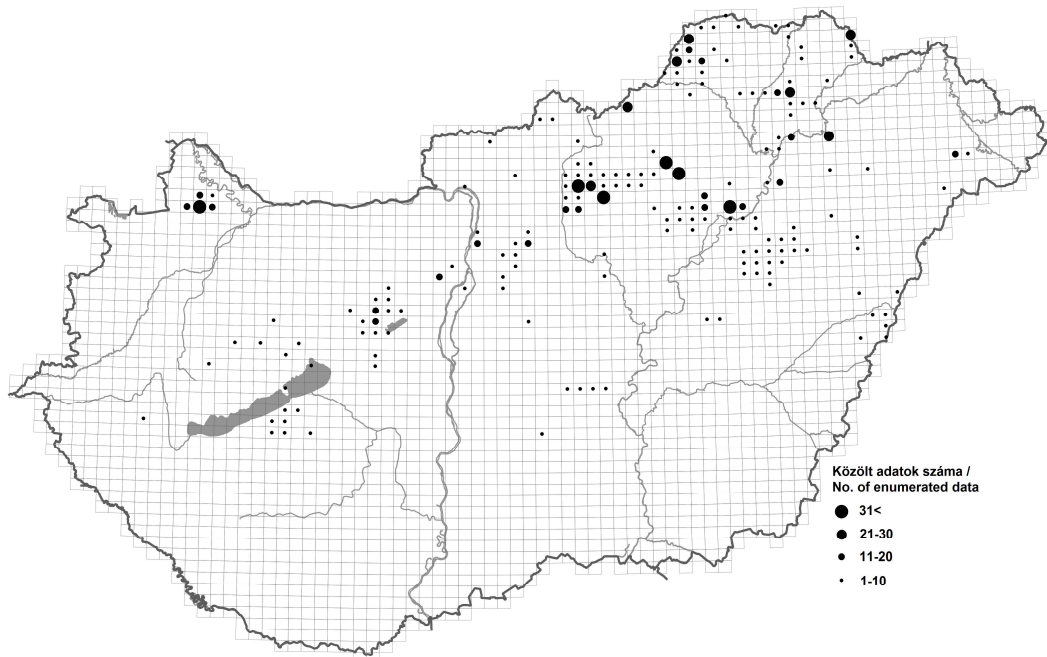 Közölt adatok száma /
No. of enumerated data
31<
21-30
11-20
1-10